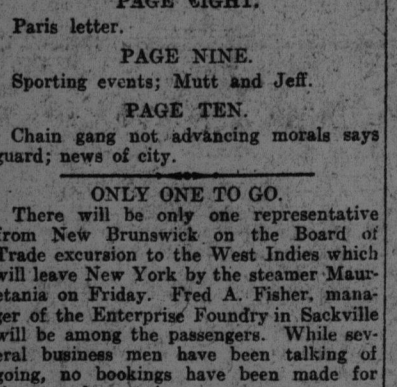 PAGE EIGHT.
Paris letter.
PAGE NINE.
Sporting events; Mutt and Jeff.
PAGE TEN.
Chain gang not advancing morals says
guard; news of city.
ONLY ONE TO GO.
There will be only one representative
from New Brunswick on the Board of
Trade excursion to the West Indies which
will leave New York by the steamer Maur-
etania on Friday. Fred A. Fisher, mana-
ger of the Enterprise Foundry in Sackville
will be among the passengers. While sev-
eral business men have been talking of
going, no bookings have been made for